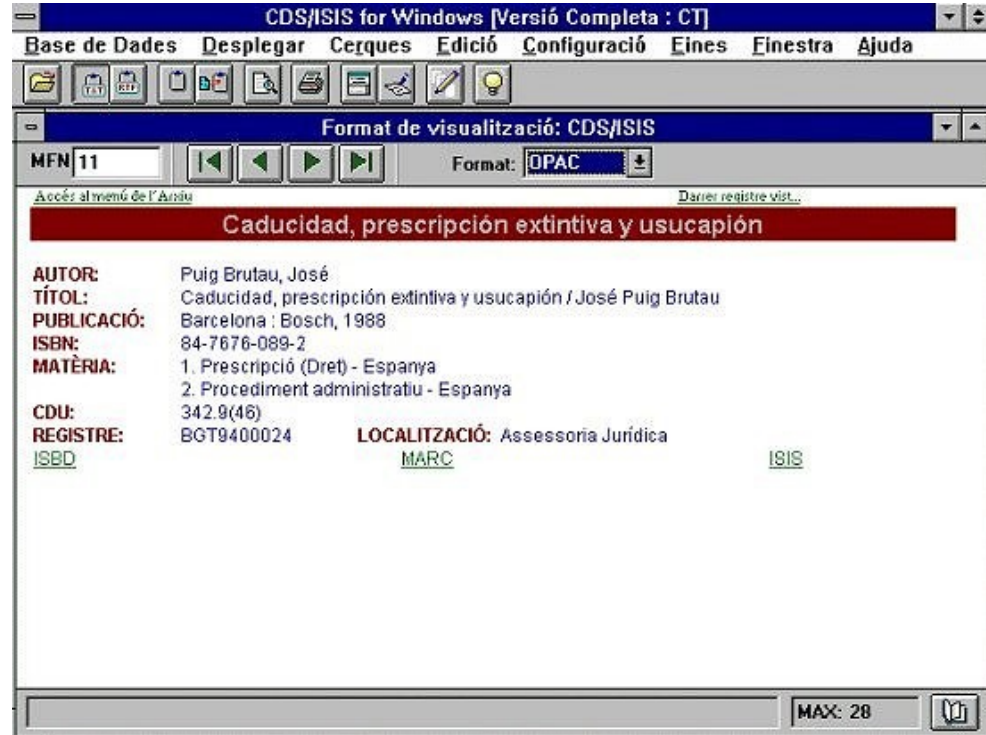 CDS/ISIS for Windows [Versió Completa : CT]
Base de Dades Desplegar Cerques Edició Configuració Eines Finestra Ajuda
TXT RTF
Format de visualització: CDS/ISIS
MFN 11 Format: OPAC
Accés al menú de l'Arxiu Darrer registre vist...
Caducidad, prescripción extintiva y usucapión
AUTOR: Puig Brutau, José
TÍTOL: Caducidad, prescripción extintiva y usucapión / José Puig Brutau
PUBLICACIÓ: Barcelona : Bosch, 1988
ISBN: 84-7676-089-2
MATÈRIA: 1. Prescripció (Dret) - Espanya
2. Procediment administratiu - Espanya
CDU: 342.9(46)
REGISTRE: BGT9400024 LOCALITZACIÓ: Assessoria Jurídica
ISBD MARC ISIS
MAX: 28